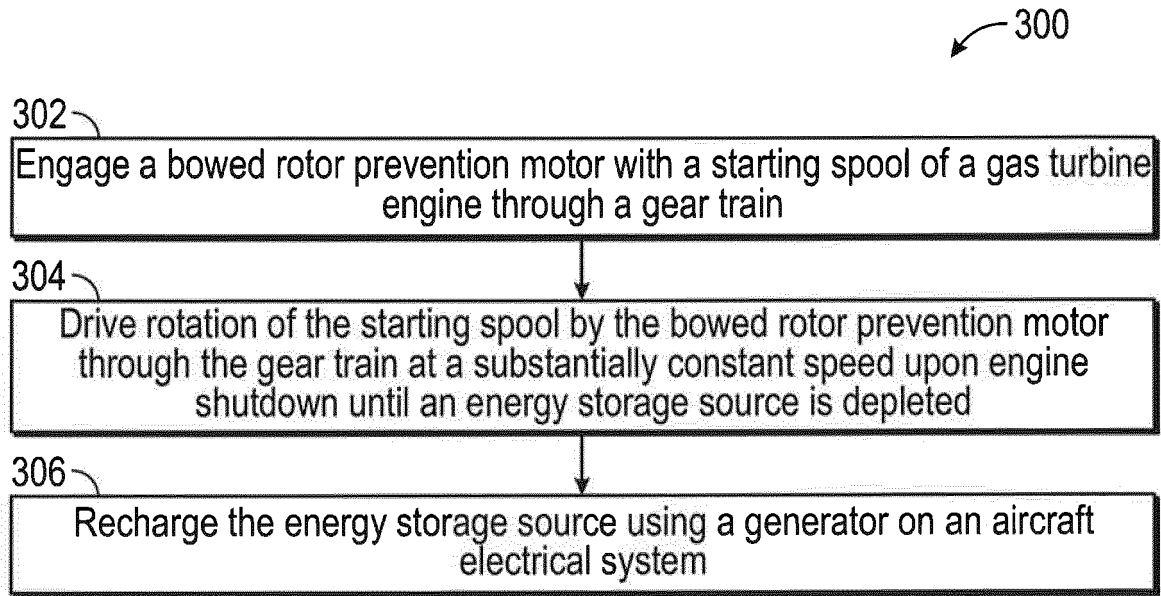 300
302
Engage a bowed rotor prevention motor with a starting spool of a gas turbine
engine through a gear train
304
Drive rotation of the starting spool by the bowed rotor prevention motor
through the gear train at a substantially constant speed upon engine
shutdown until an energy storage source is depleted
306
Recharge the energy storage source using a generator on an aircraft
electrical system